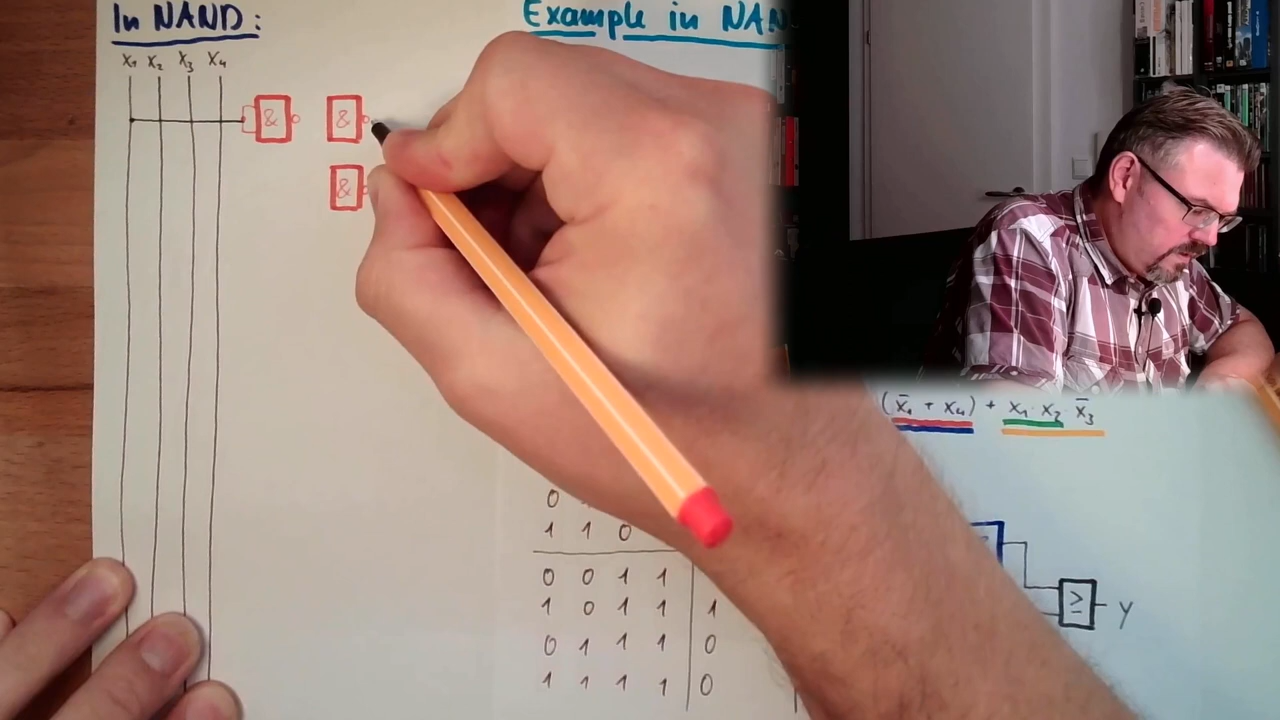 In NAND:
Example in NAN
x₁ x₂ x₃ x₄
& &
&
(x̄₁ + x₄) + x₁ · x₂ · x̄₃
0
1 1 0
0 0 1 1
1 0 1 1 1
0 1 1 1 0
1 1 1 1 0
≥ y